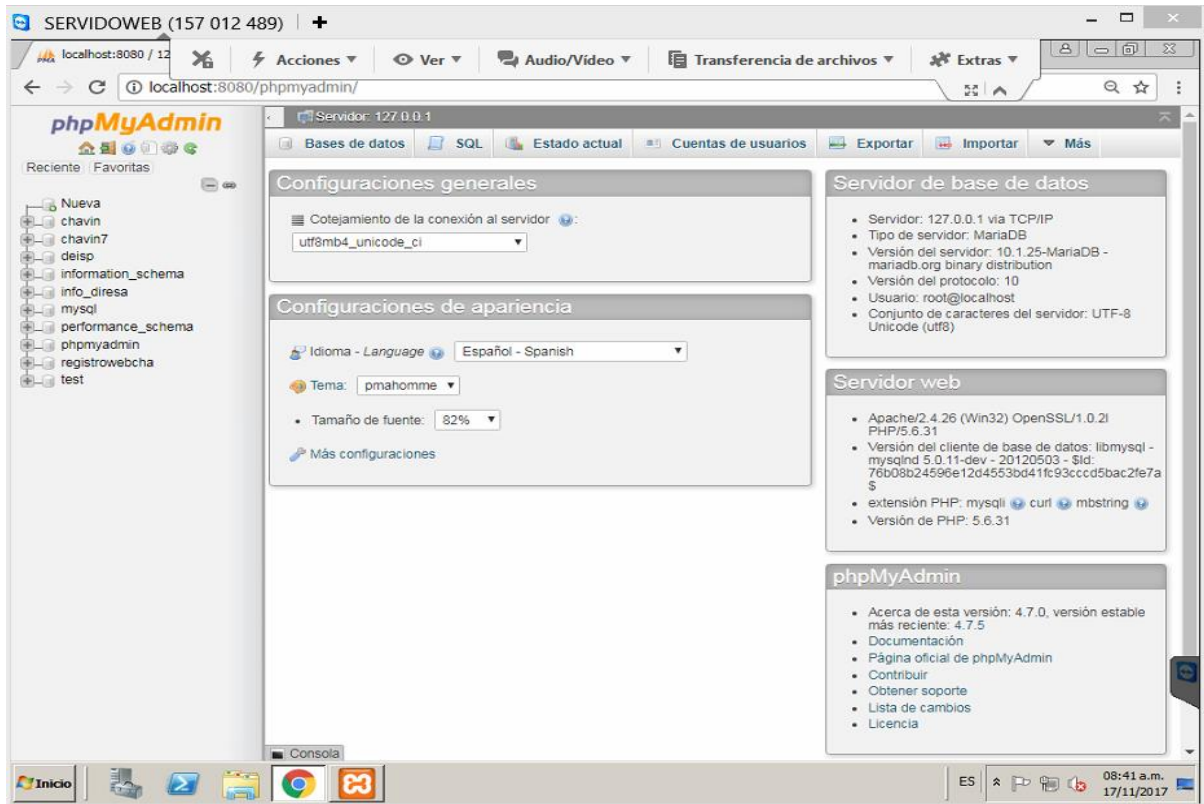 SERVIDOWEB (157 012 489)
localhost:8080 / 12
Acciones
Ver
Audio/Vídeo
Transferencia de archivos
Extras
localhost:8080/phpmyadmin/
phpMyAdmin
Reciente Favoritas
Nueva
chavin
chavin7
deisp
information_schema
info_diresa
mysql
performance_schema
phpmyadmin
registrowebcha
test
Servidor: 127.0.0.1
Bases de datos
SQL
Estado actual
Cuentas de usuarios
Exportar
Importar
Más
Configuraciones generales
Cotejamiento de la conexión al servidor :
utf8mb4_unicode_ci
Configuraciones de apariencia
Idioma - Language
Español - Spanish
Tema: pmahomme
• Tamaño de fuente: 82%
Más configuraciones
Servidor de base de datos
• Servidor: 127.0.0.1 via TCP/IP
• Tipo de servidor: MariaDB
• Versión del servidor: 10.1.25-MariaDB -
mariadb.org binary distribution
• Versión del protocolo: 10
• Usuario: root@localhost
• Conjunto de caracteres del servidor: UTF-8
Unicode (utf8)
Servidor web
• Apache/2.4.26 (Win32) OpenSSL/1.0.2l
PHP/5.6.31
• Versión del cliente de base de datos: libmysql -
mysqlnd 5.0.11-dev - 20120503 - $Id:
76b08b24596e12d4553bd41fc93cccd5bac2fe7a
$
• extensión PHP: mysqli curl mbstring
• Versión de PHP: 5.6.31
phpMyAdmin
• Acerca de esta versión: 4.7.0, versión estable
más reciente: 4.7.5
• Documentación
• Página oficial de phpMyAdmin
• Contribuir
• Obtener soporte
• Lista de cambios
• Licencia
Consola
Inicio
ES
08:41 a.m.
17/11/2017